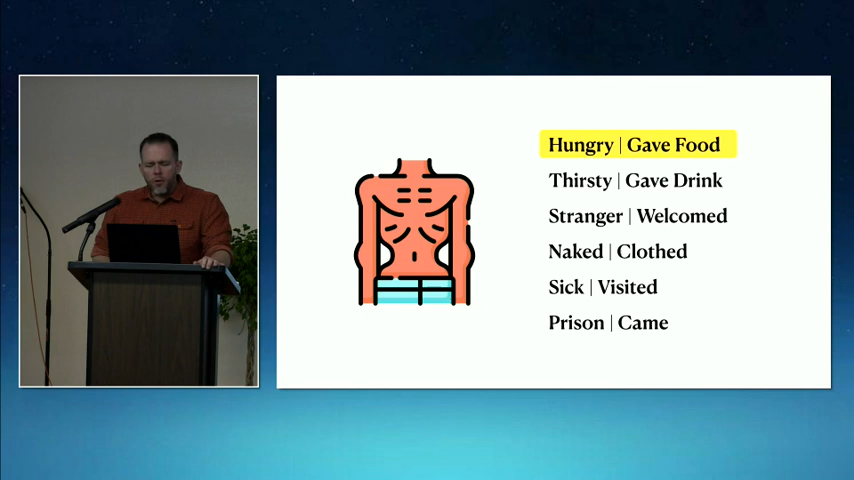 Hungry | Gave Food
Thirsty | Gave Drink
Stranger | Welcomed
Naked | Clothed
Sick | Visited
Prison | Came